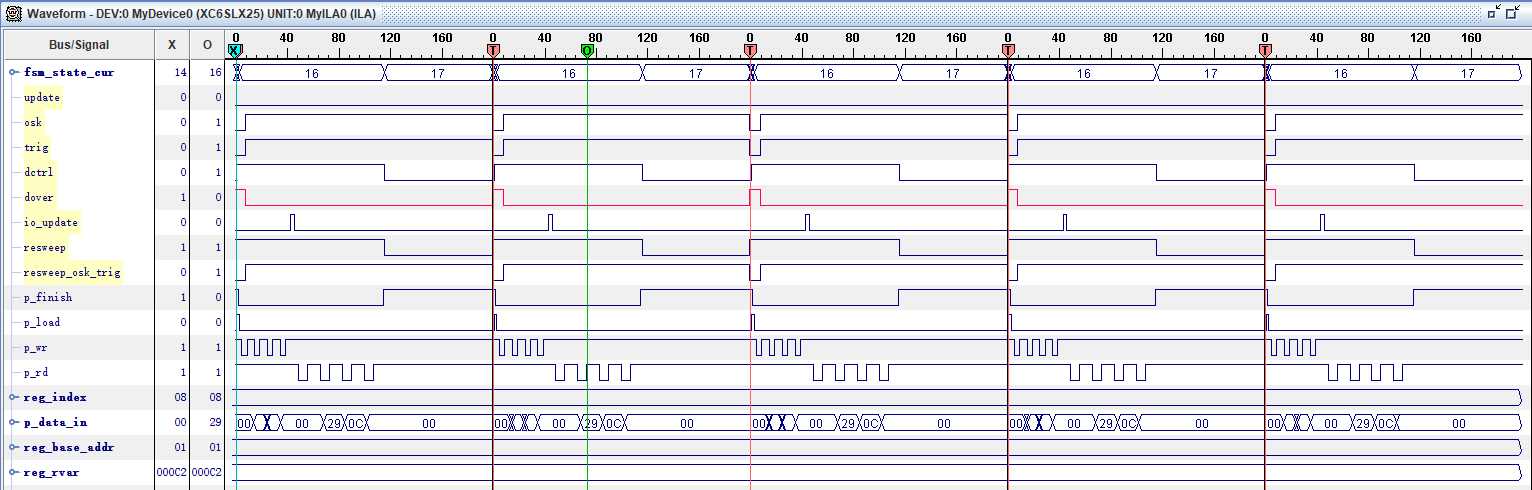 Waveform - DEV:0 MyDevice0 (XC6SLX25) UNIT:0 MyILA0 (ILA)
Bus/Signal X O 0 40 80 120 160 0 40 80 120 160 0 40 80 120 160 0 40 80 120 160 0 40 80 120 160
X T O T T T
fsm_state_cur 14 16 16 17 16 17 16 17 16 17 16 17
update 0 0
osk 0 1
trig 0 1
dctrl 0 1
dover 1 0
io_update 0 0
resweep 1 1
resweep_osk_trig 0 1
p_finish 1 0
p_load 0 0
p_wr 1 1
p_rd 1 1
reg_index 08 08
p_data_in 00 29 00 00 29 0C 00 00 00 29 0C 00 00 00 29 0C 00 00 00 29 0C 00 00 00 29 0C 00
reg_base_addr 01 01
reg_rvar 000C2 000C2